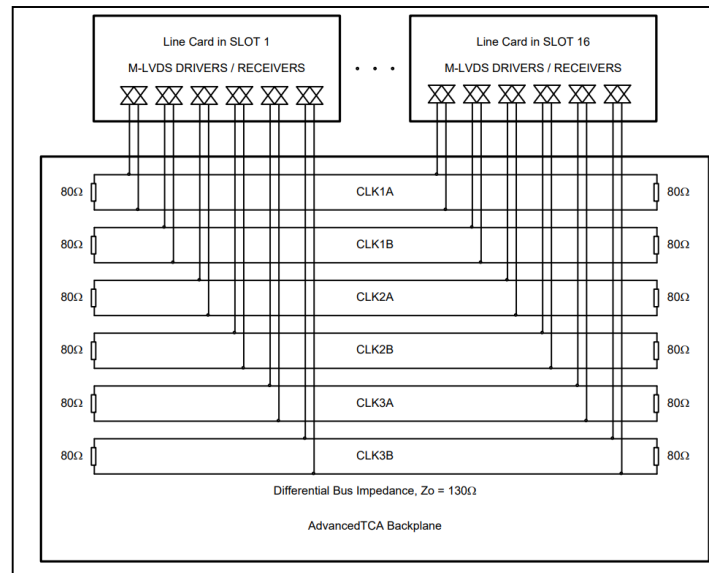 Line Card in SLOT 1
M-LVDS DRIVERS / RECEIVERS
. . .
Line Card in SLOT 16
M-LVDS DRIVERS / RECEIVERS
80Ω CLK1A 80Ω
80Ω CLK1B 80Ω
80Ω CLK2A 80Ω
80Ω CLK2B 80Ω
80Ω CLK3A 80Ω
80Ω CLK3B 80Ω
Differential Bus Impedance, Zo = 130Ω
AdvancedTCA Backplane